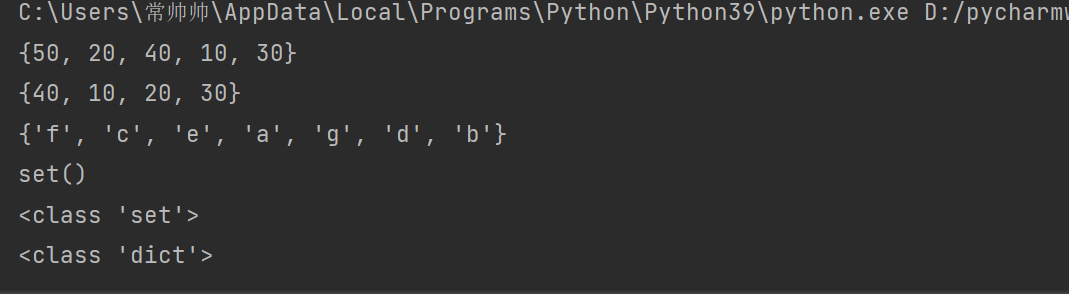 C:\Users\常帅帅\AppData\Local\Programs\Python\Python39\python.exe D:/pycharmw
{50, 20, 40, 10, 30}
{40, 10, 20, 30}
{'f', 'c', 'e', 'a', 'g', 'd', 'b'}
set()
<class 'set'>
<class 'dict'>